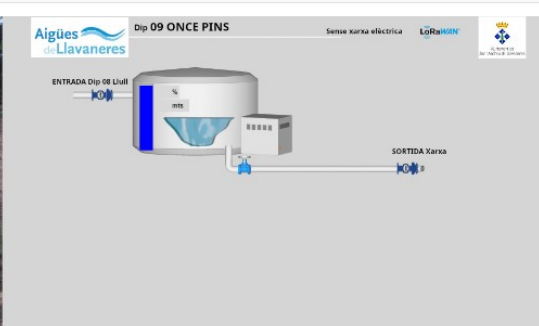 Aigües
de Llavaneres
Dip 09 ONCE PINS
Sense xarxa elèctrica
LoRaWAN
ENTRADA Dip 08 Llull
%
mts
SORTIDA Xarxa